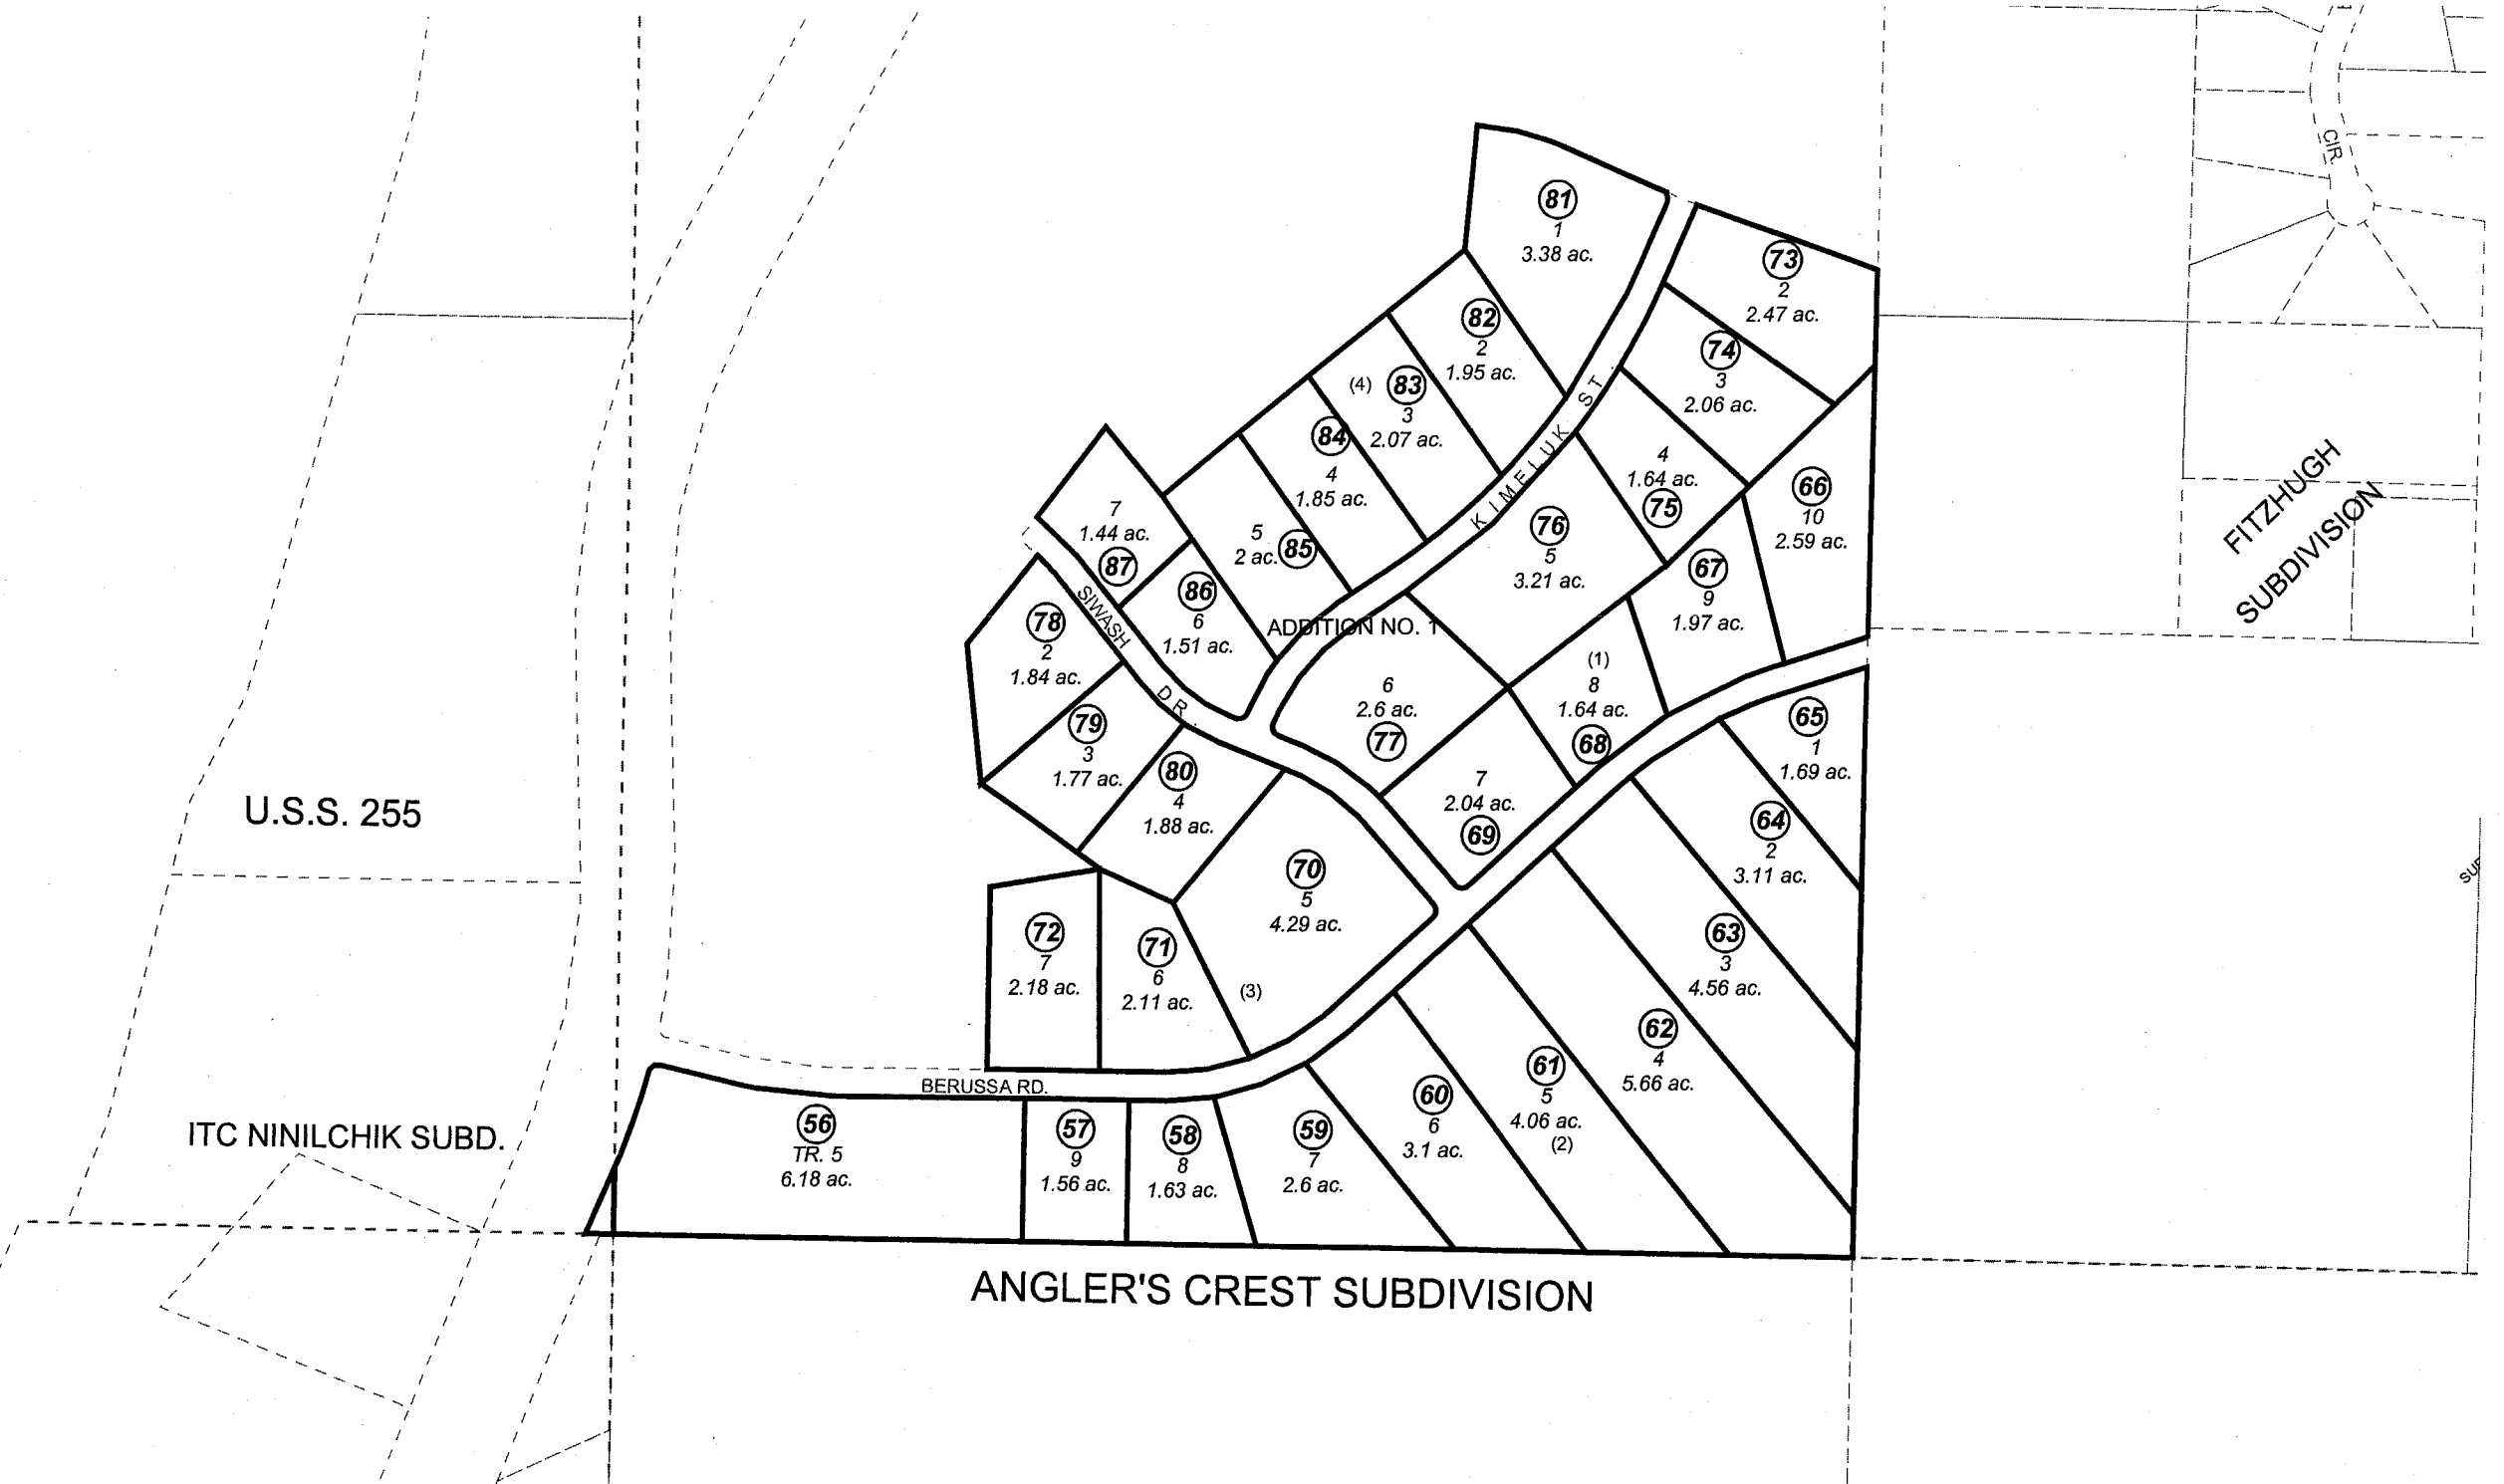 CIR.
81
1
3.38 ac.
73
2
2.47 ac.
82
2
1.95 ac.
74
3
2.06 ac.
(4)
83
3
2.07 ac.
KIMELUK ST.
84
4
1.85 ac.
4
1.64 ac.
75
66
10
2.59 ac.
FITZHUGH
SUBDIVISION
7
1.44 ac.
87
5
2 ac.
85
76
5
3.21 ac.
67
9
1.97 ac.
86
6
1.51 ac.
SIWASH DR.
78
2
1.84 ac.
ADDITION NO. 1
(1)
8
1.64 ac.
68
6
2.6 ac.
77
79
3
1.77 ac.
80
4
1.88 ac.
65
1
1.69 ac.
7
2.04 ac.
69
64
2
3.11 ac.
U.S.S. 255
70
5
4.29 ac.
72
7
2.18 ac.
71
6
2.11 ac.
(3)
63
3
4.56 ac.
62
4
5.66 ac.
61
5
4.06 ac.
(2)
BERUSSA RD.
60
6
3.1 ac.
56
TR. 5
6.18 ac.
57
9
1.56 ac.
58
8
1.63 ac.
59
7
2.6 ac.
ITC NINILCHIK SUBD.
ANGLER'S CREST SUBDIVISION